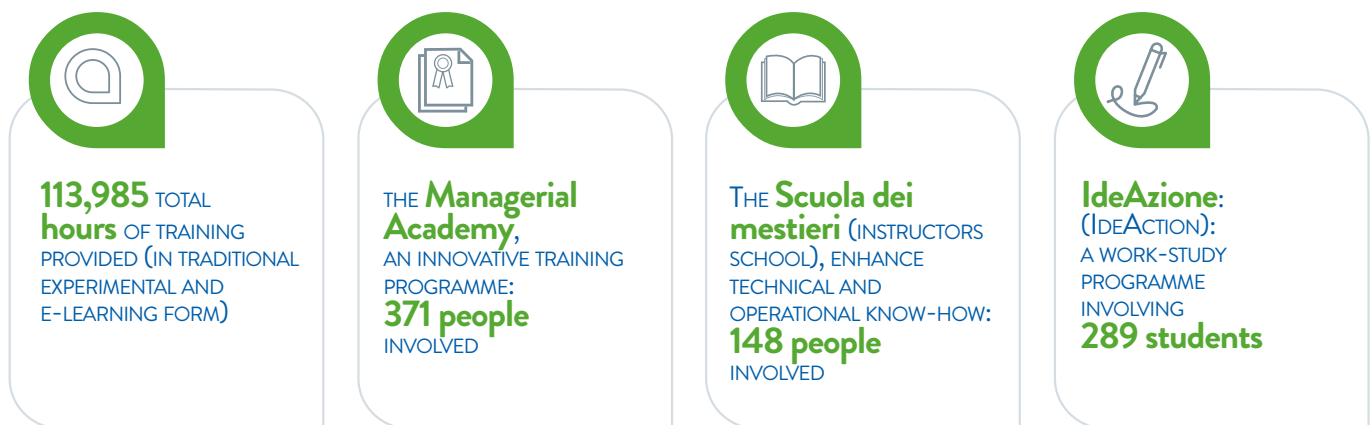 113,985 total
hours of training
provided (in traditional
experimental and
e-learning form)
the Managerial
Academy,
an innovative training
programme:
371 people
involved
The Scuola dei
mestieri (instructors
school), enhance
technical and
operational know-how:
148 people
involved
IdeAzione:
(IdeAction):
a work-study
programme
involving
289 students